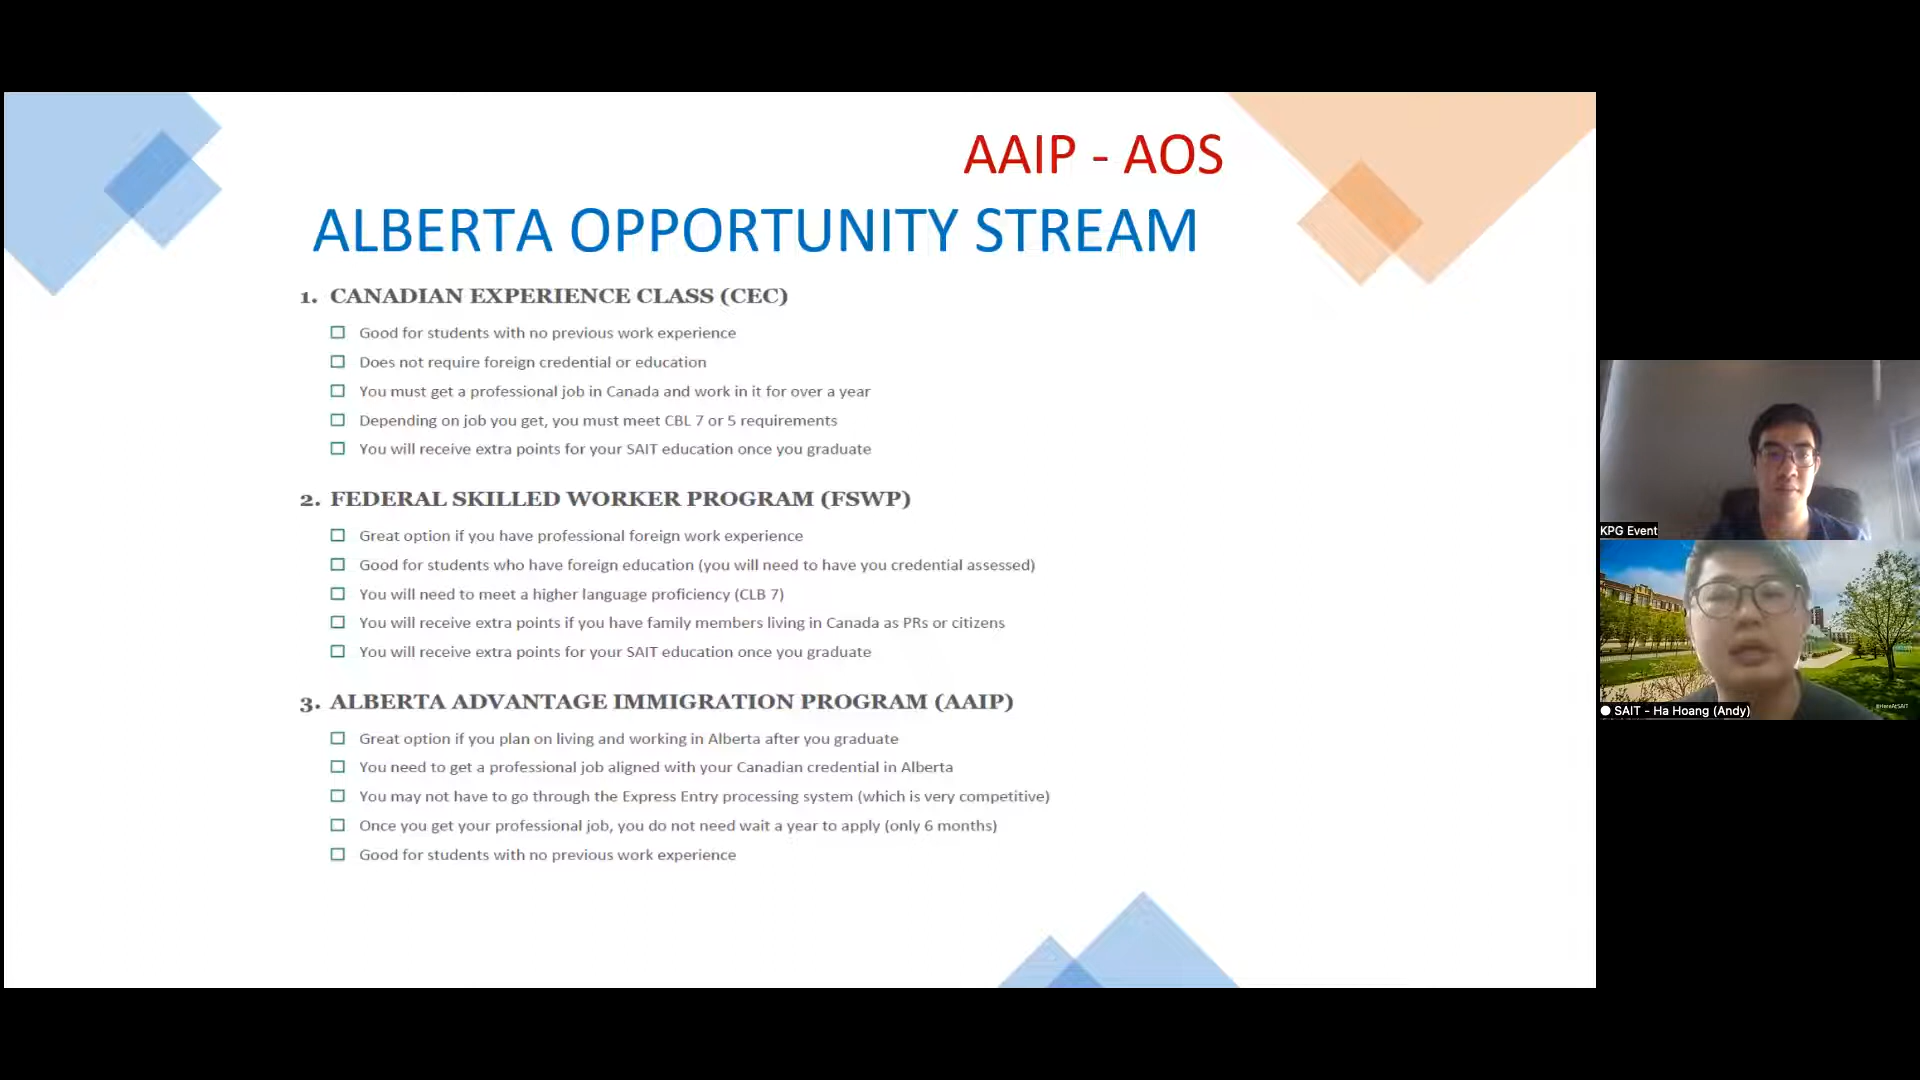 AAIP - AOS
ALBERTA OPPORTUNITY STREAM
1. CANADIAN EXPERIENCE CLASS (CEC)
Good for students with no previous work experience
Does not require foreign credential or education
You must get a professional job in Canada and work in it for over a year
Depending on job you get, you must meet CBL 7 or 5 requirements
You will receive extra points for your SAIT education once you graduate
2. FEDERAL SKILLED WORKER PROGRAM (FSWP)
Great option if you have professional foreign work experience
Good for students who have foreign education (you will need to have you credential assessed)
You will need to meet a higher language proficiency (CLB 7)
You will receive extra points if you have family members living in Canada as PRs or citizens
You will receive extra points for your SAIT education once you graduate
3. ALBERTA ADVANTAGE IMMIGRATION PROGRAM (AAIP)
Great option if you plan on living and working in Alberta after you graduate
You need to get a professional job aligned with your Canadian credential in Alberta
You may not have to go through the Express Entry processing system (which is very competitive)
Once you get your professional job, you do not need wait a year to apply (only 6 months)
Good for students with no previous work experience
KPG Event
SAIT - Ha Hoang (Andy)
#HereAtSAIT